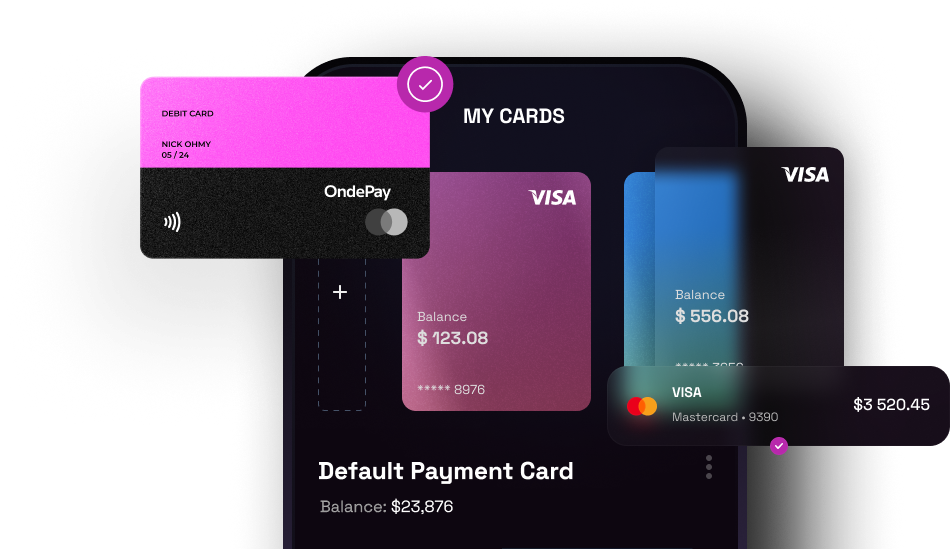 MY CARDS
DEBIT CARD
NICK OHMY
05 / 24
OndePay
VISA
Balance
$ 123.08
***** 8976
VISA
Balance
$ 556.08
VISA
Mastercard • 9390
$3 520.45
Default Payment Card
Balance: $23,876